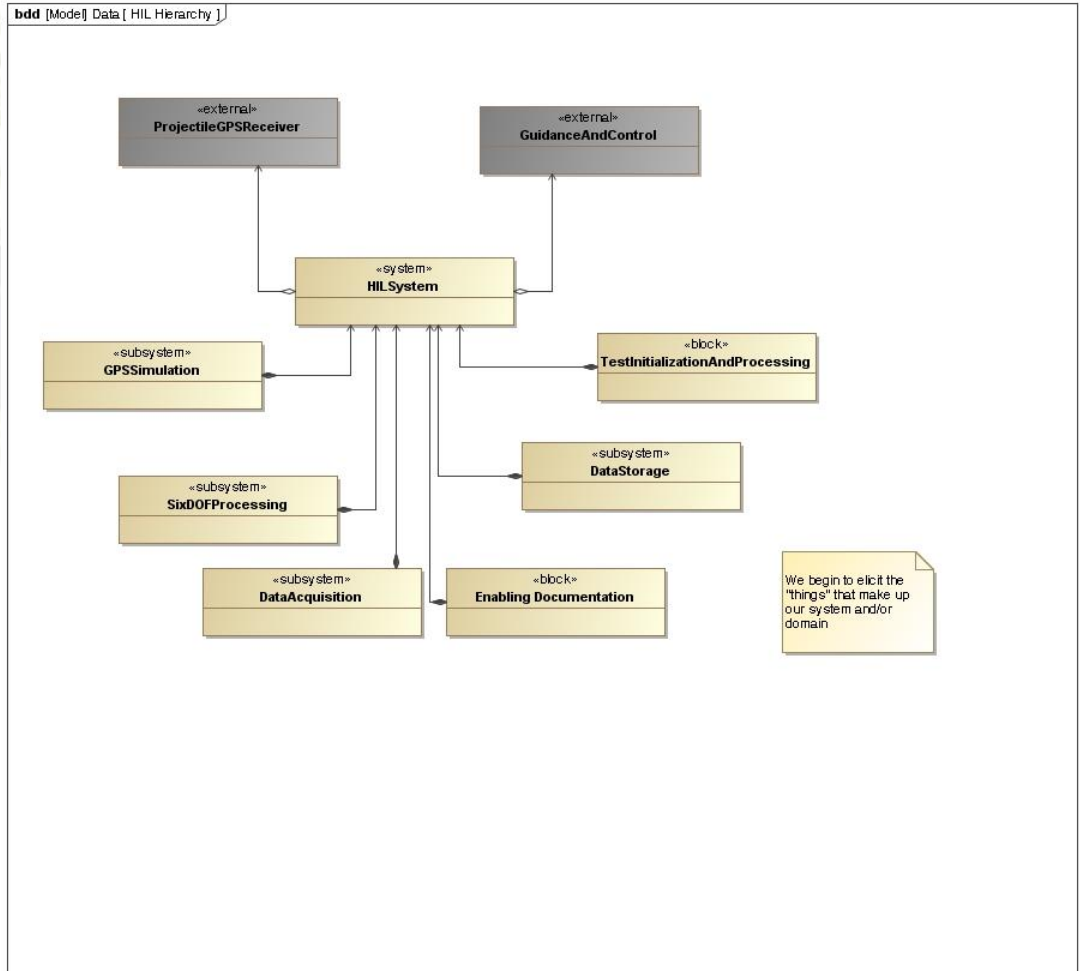 bdd [Model] Data [ HIL Hierarchy ]
«external»
ProjectileGPSReceiver
«external»
GuidanceAndControl
«system»
HILSystem
«subsystem»
GPSSimulation
«block»
TestInitializationAndProcessing
«subsystem»
DataStorage
«subsystem»
SixDOFProcessing
«subsystem»
DataAcquisition
«block»
Enabling Documentation
We begin to elicit the
"things" that make up
our system and/or
domain